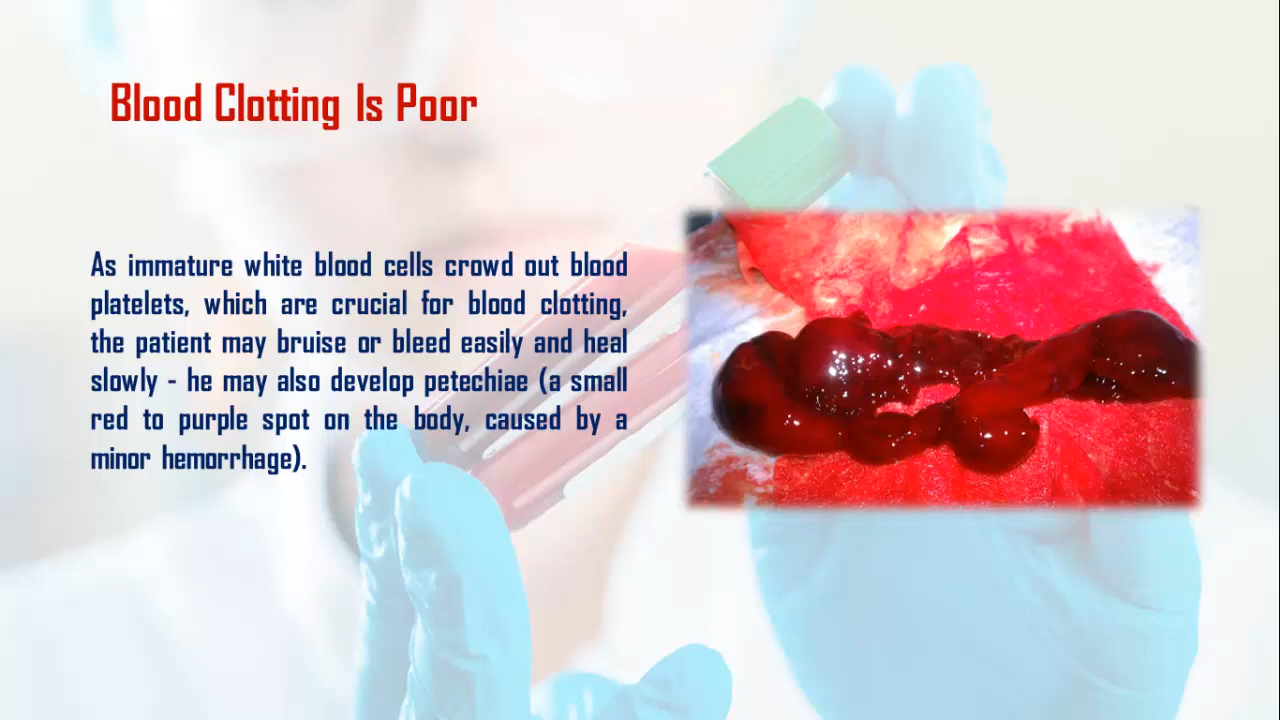 Blood Clotting Is Poor
As immature white blood cells crowd out blood
platelets, which are crucial for blood clotting,
the patient may bruise or bleed easily and heal
slowly - he may also develop petechiae (a small
red to purple spot on the body, caused by a
minor hemorrhage).